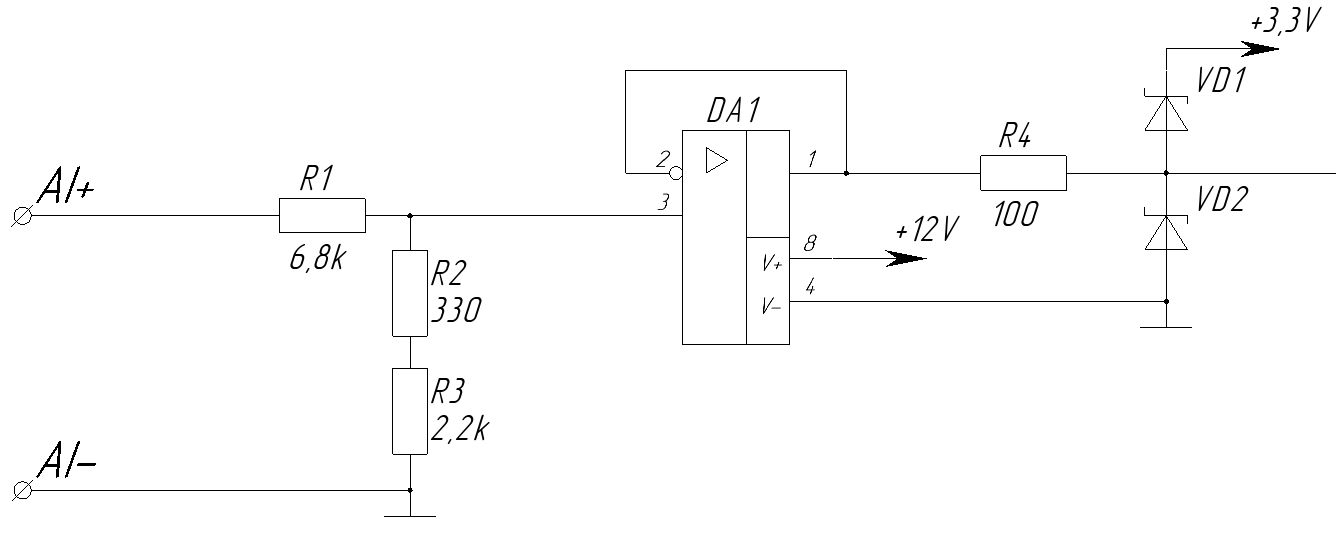 +3,3V
VD1
DA1
2
1
R4
AI+
R1
3
100
VD2
6,8k
8
+12V
R2
330
V+
4
V-
R3
2,2k
AI-